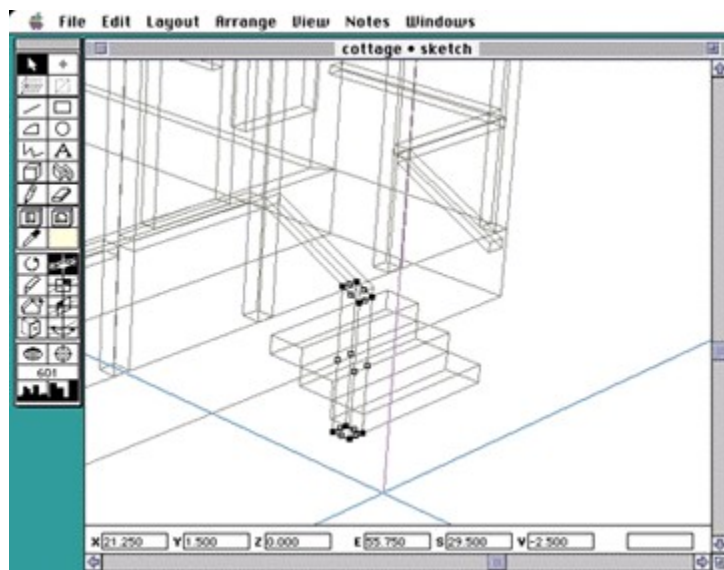 File Edit Layout Arrange View Notes Windows
cottage • sketch
A
601
X 21.250 Y 1.500 Z 0.000 E 55.750 S 29.500 V -2.500